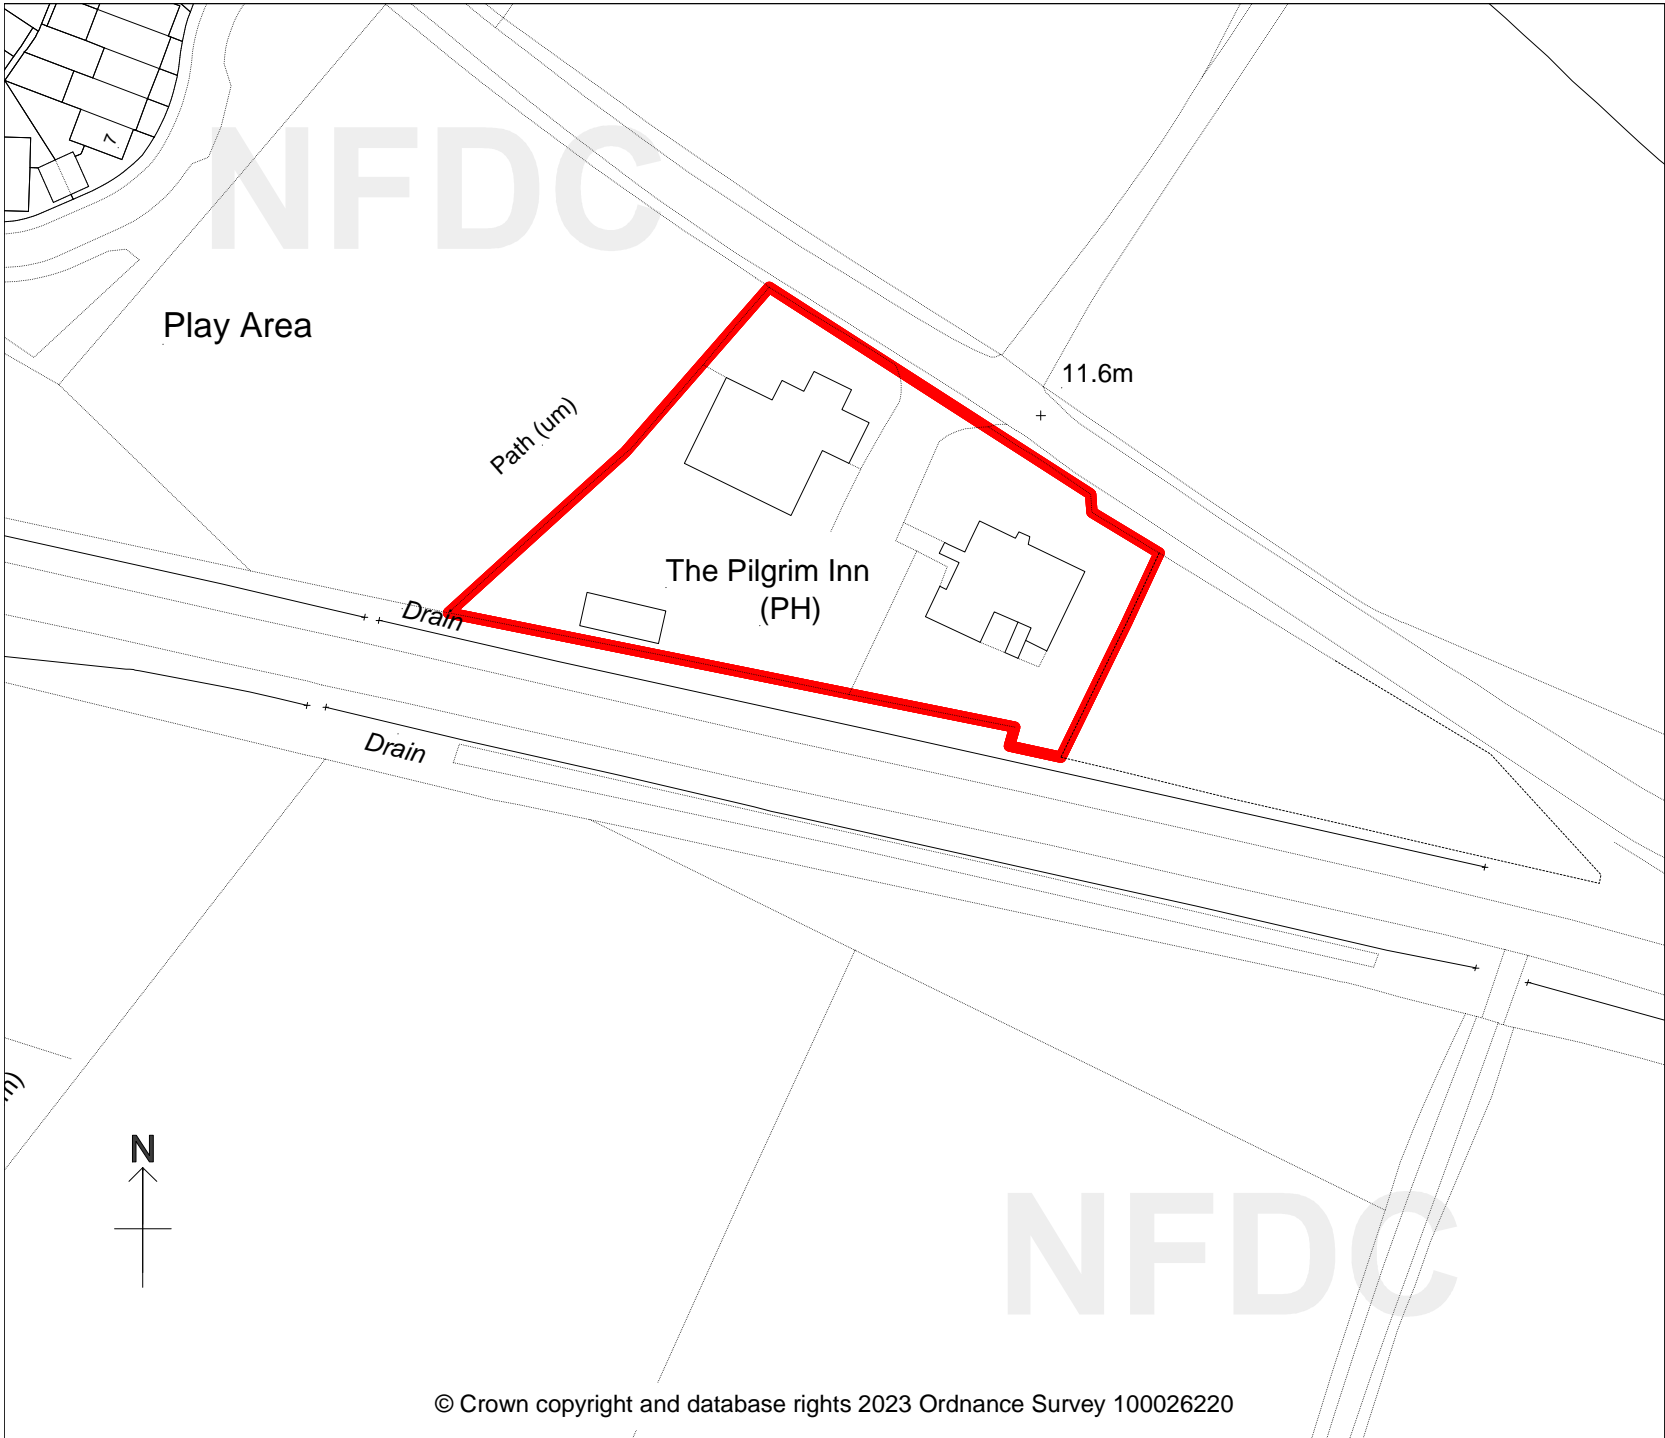 7
NFDC
Play Area
11.6m
Path (um)
The Pilgrim Inn
(PH)
Drain
Drain
m)
N
NFDC
© Crown copyright and database rights 2023 Ordnance Survey 100026220